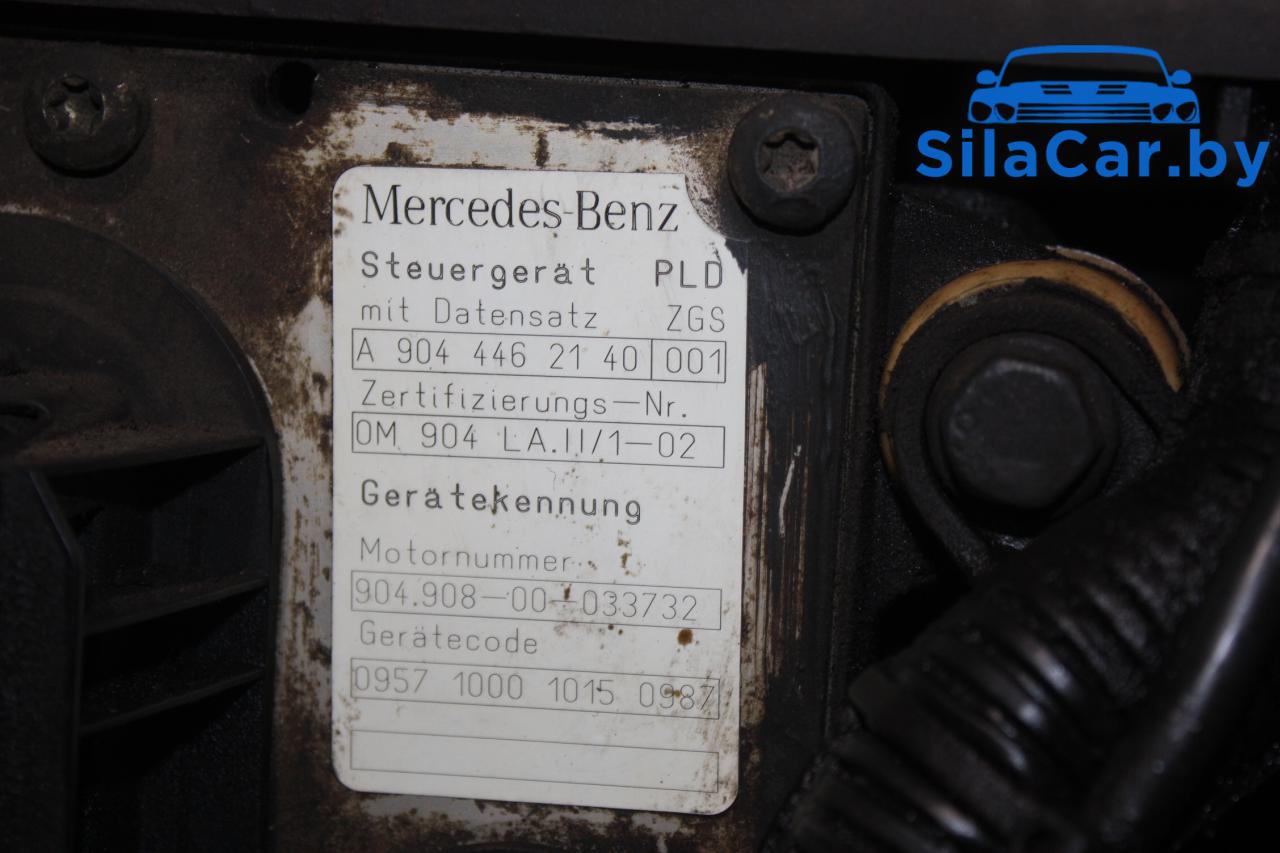 SilaCar.by
Mercedes-Benz
Steuergerät PLD
mit Datensatz ZGS
A 904 446 21 40 001
Zertifizierungs-Nr.
OM 904 LA.II/1-02
Gerätekennung
Motornummer
904.908-00-033732
Gerätecode
0957 1000 1015 0987